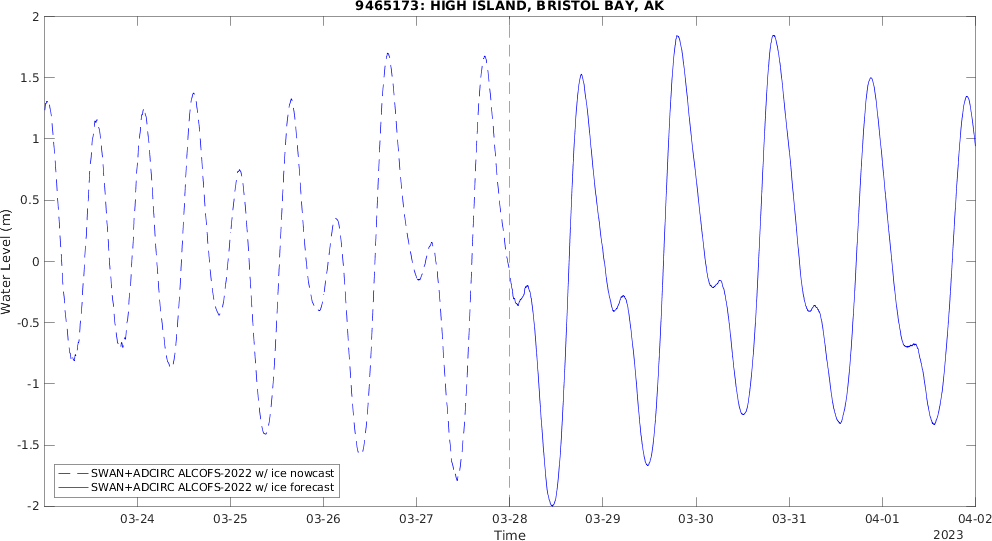 9465173: HIGH ISLAND, BRISTOL BAY, AK
2
1.5
1
0.5
0
-0.5
-1
-1.5
-2
Water Level (m)
SWAN+ADCIRC ALCOFS-2022 w/ ice nowcast
SWAN+ADCIRC ALCOFS-2022 w/ ice forecast
03-24 03-25 03-26 03-27 03-28 03-29 03-30 03-31 04-01 04-02
Time
2023